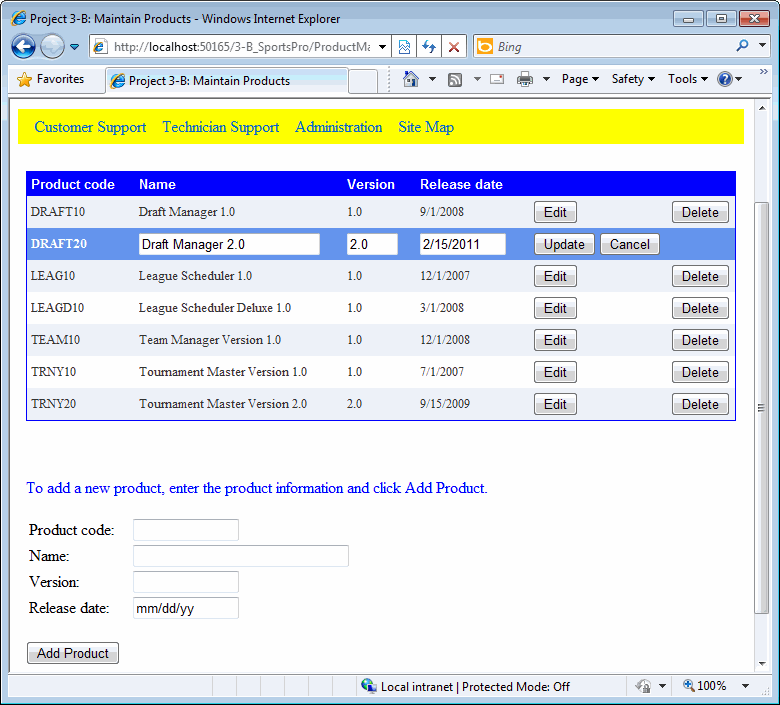 Project 3-B: Maintain Products - Windows Internet Explorer
http://localhost:50165/3-B_SportsPro/ProductMa
Bing
Favorites
Project 3-B: Maintain Products
Page
Safety
Tools
Customer Support Technician Support Administration Site Map
Product code Name Version Release date
DRAFT10 Draft Manager 1.0 1.0 9/1/2008 Edit Delete
DRAFT20 Draft Manager 2.0 2.0 2/15/2011 Update Cancel
LEAG10 League Scheduler 1.0 1.0 12/1/2007 Edit Delete
LEAGD10 League Scheduler Deluxe 1.0 1.0 3/1/2008 Edit Delete
TEAM10 Team Manager Version 1.0 1.0 12/1/2008 Edit Delete
TRNY10 Tournament Master Version 1.0 1.0 7/1/2007 Edit Delete
TRNY20 Tournament Master Version 2.0 2.0 9/15/2009 Edit Delete
To add a new product, enter the product information and click Add Product.
Product code:
Name:
Version:
Release date: mm/dd/yy
Add Product
Local intranet | Protected Mode: Off
100%